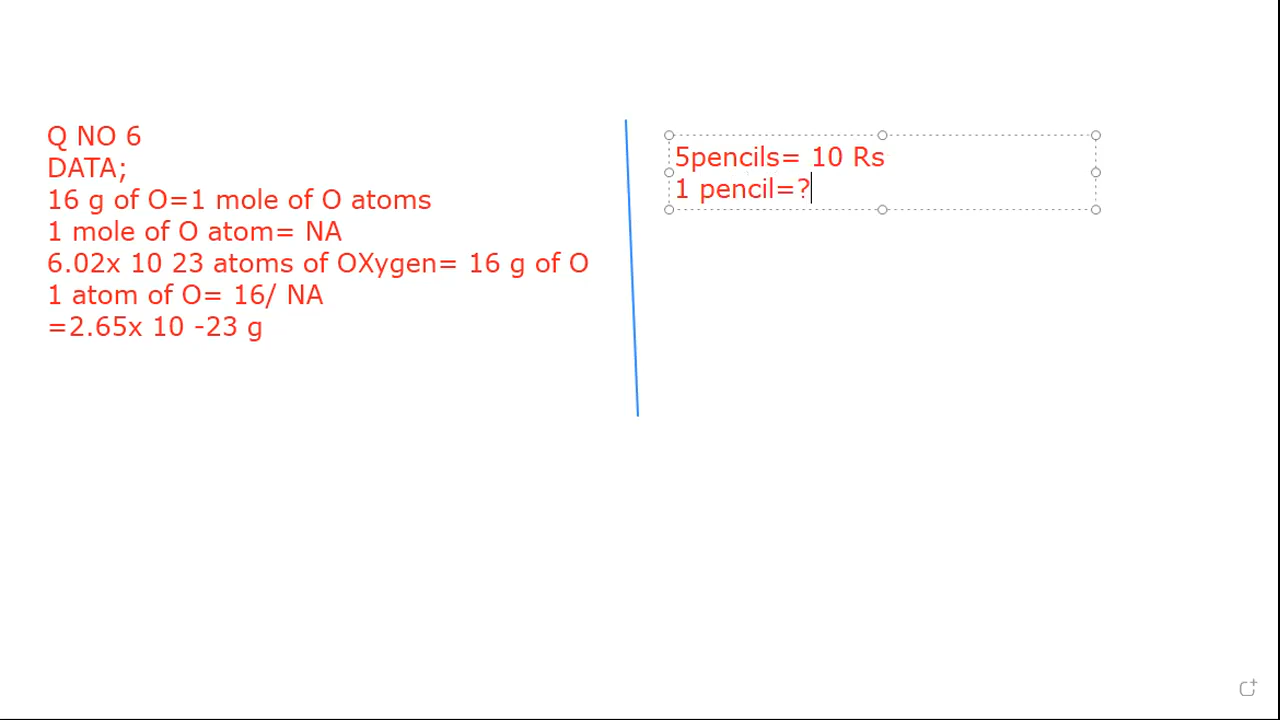 Q NO 6
DATA;
16 g of O=1 mole of O atoms
1 mole of O atom= NA
6.02x 10 23 atoms of OXygen= 16 g of O
1 atom of O= 16/ NA
=2.65x 10 -23 g
5pencils= 10 Rs
1 pencil=?